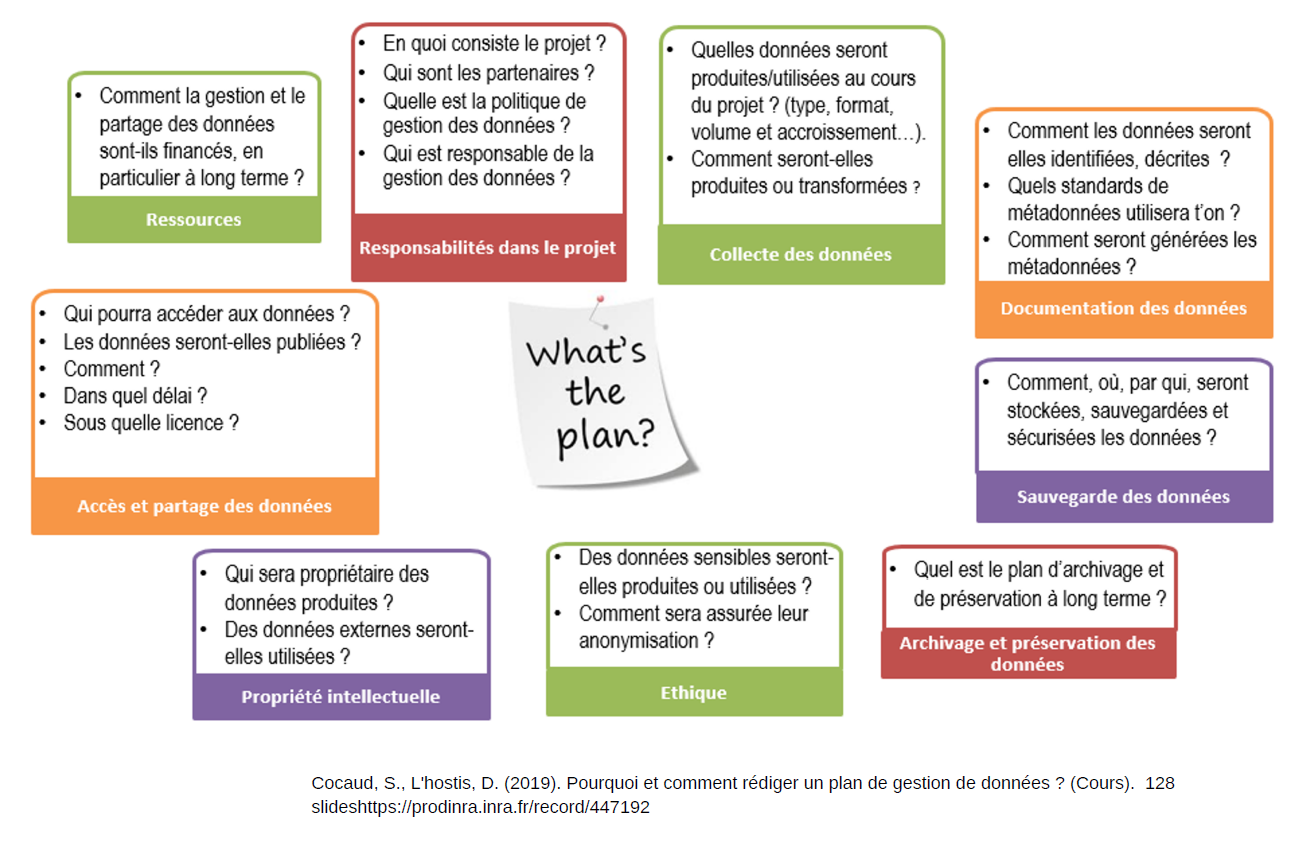 • Comment la gestion et le
partage des données
sont-ils financés, en
particulier à long terme ?
Ressources
• En quoi consiste le projet ?
• Qui sont les partenaires ?
• Quelle est la politique de
gestion des données ?
• Qui est responsable de la
gestion des données ?
Responsabilités dans le projet
• Quelles données seront
produites/utilisées au cours
du projet ? (type, format,
volume et accroissement…).
• Comment seront-elles
produites ou transformées ?
Collecte des données
• Comment les données seront
elles identifiées, décrites ?
• Quels standards de
métadonnées utilisera t’on ?
• Comment seront générées les
métadonnées ?
Documentation des données
• Qui pourra accéder aux données ?
• Les données seront-elles publiées ?
• Comment ?
• Dans quel délai ?
• Sous quelle licence ?
Accès et partage des données
What's
the
plan?
• Comment, où, par qui, seront
stockées, sauvegardées et
sécurisées les données ?
Sauvegarde des données
• Qui sera propriétaire des
données produites ?
• Des données externes seront-
elles utilisées ?
Propriété intellectuelle
• Des données sensibles seront-
elles produites ou utilisées ?
• Comment sera assurée leur
anonymisation ?
Ethique
• Quel est le plan d’archivage et
de préservation à long terme ?
Archivage et préservation des
données
Cocaud, S., L'hostis, D. (2019). Pourquoi et comment rédiger un plan de gestion de données ? (Cours). 128
slideshttps://prodinra.inra.fr/record/447192